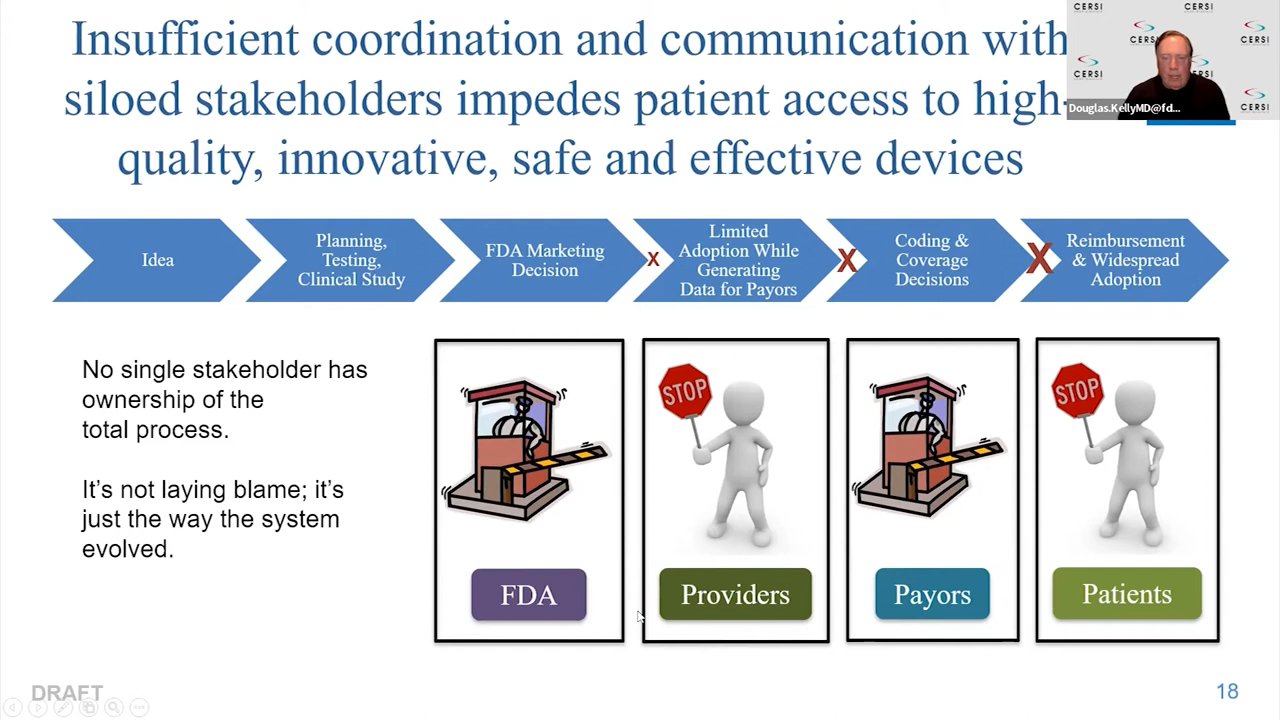 Insufficient coordination and communication with
siloed stakeholders impedes patient access to high-
quality, innovative, safe and effective devices
CERSI
CERSI
CERSI
CERSI
CERSI
CERSI
CERSI
Douglas.KellyMD@fd...
Idea
Planning,
Testing,
Clinical Study
FDA Marketing
Decision
X
Limited
Adoption While
Generating
Data for Payors
X
Coding &
Coverage
Decisions
X
Reimbursement
& Widespread
Adoption
No single stakeholder has
ownership of the
total process.
It’s not laying blame; it’s
just the way the system
evolved.
STOP
STOP
FDA
Providers
Payors
Patients
DRAFT
18